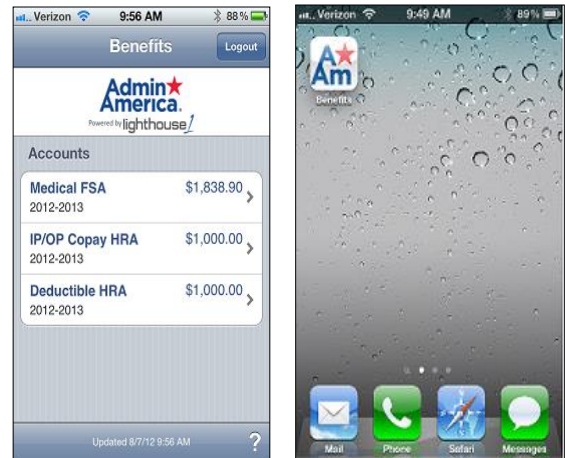 Verizon 9:56 AM 88%
Benefits
Logout
Admin
America
Powered by lighthouse1
Accounts
Medical FSA $1,838.90
2012-2013
IP/OP Copay HRA $1,000.00
2012-2013
Deductible HRA $1,000.00
2012-2013
Updated 8/7/12 9:56 AM ?
Verizon 9:49 AM 89%
A
Am
Benefits
Mail Phone Safari Messages